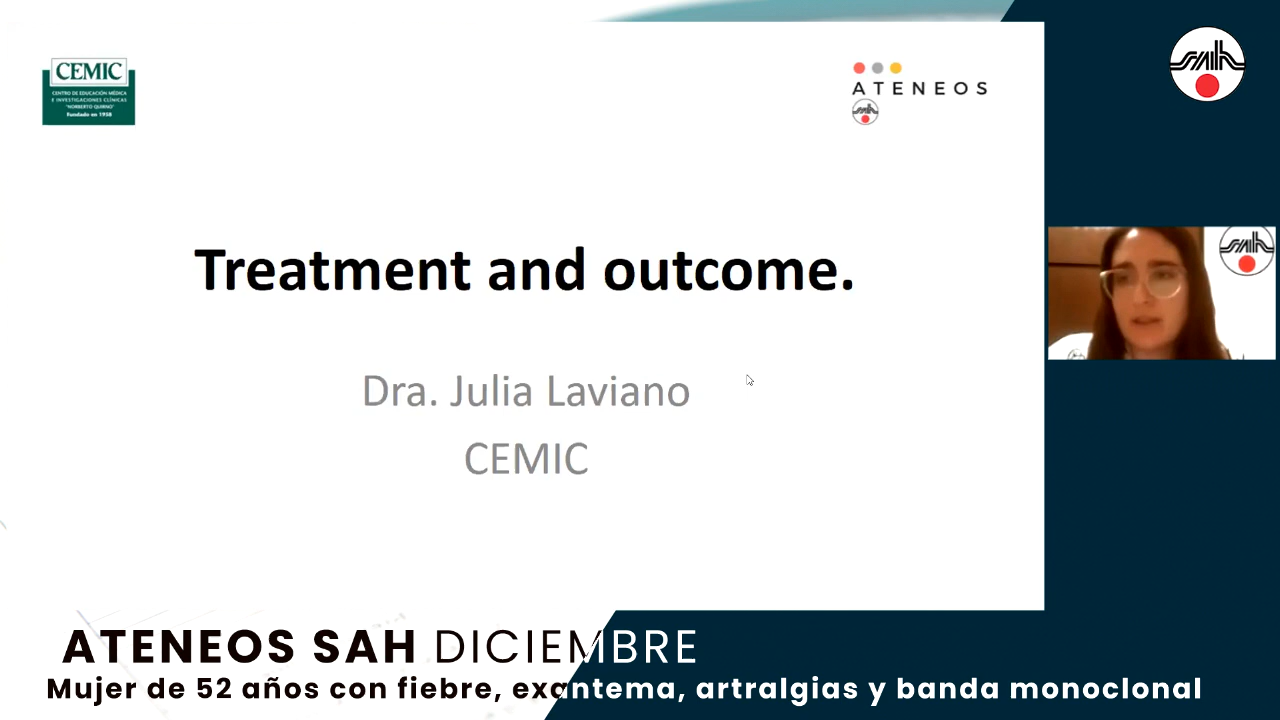 CEMIC
CENTRO DE EDUCACIÓN MÉDICA
E INVESTIGACIONES CLÍNICAS
"NORBERTO QUIRNO"
Fundado en 1958
ATENEOS
Treatment and outcome.
Dra. Julia Laviano
CEMIC
ATENEOS SAH DICIEMBRE
Mujer de 52 años con fiebre, exantema, artralgias y banda monoclonal